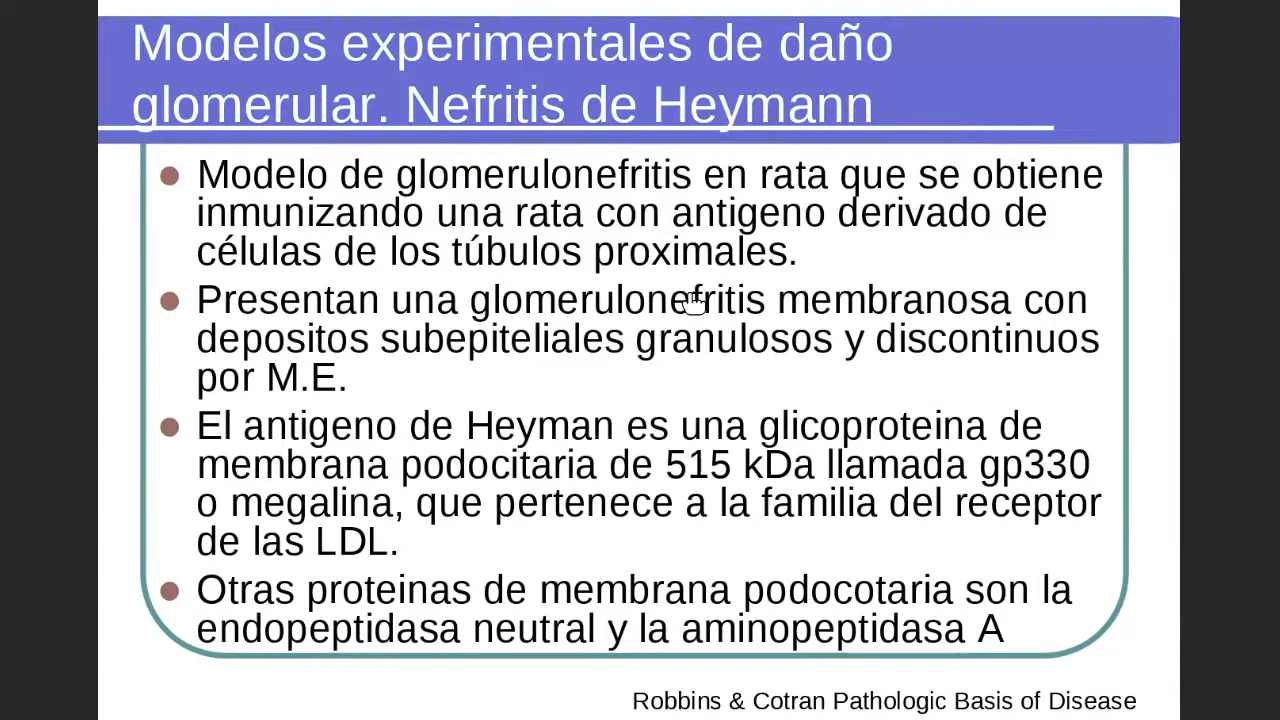 Modelos experimentales de daño
glomerular. Nefritis de Heymann
Modelo de glomerulonefritis en rata que se obtiene
inmunizando una rata con antigeno derivado de
células de los túbulos proximales.
Presentan una glomerulonefritis membranosa con
depositos subepiteliales granulosos y discontinuos
por M.E.
El antigeno de Heyman es una glicoproteina de
membrana podocitaria de 515 kDa llamada gp330
o megalina, que pertenece a la familia del receptor
de las LDL.
Otras proteinas de membrana podocotaria son la
endopeptidasa neutral y la aminopeptidasa A
Robbins & Cotran Pathologic Basis of Disease